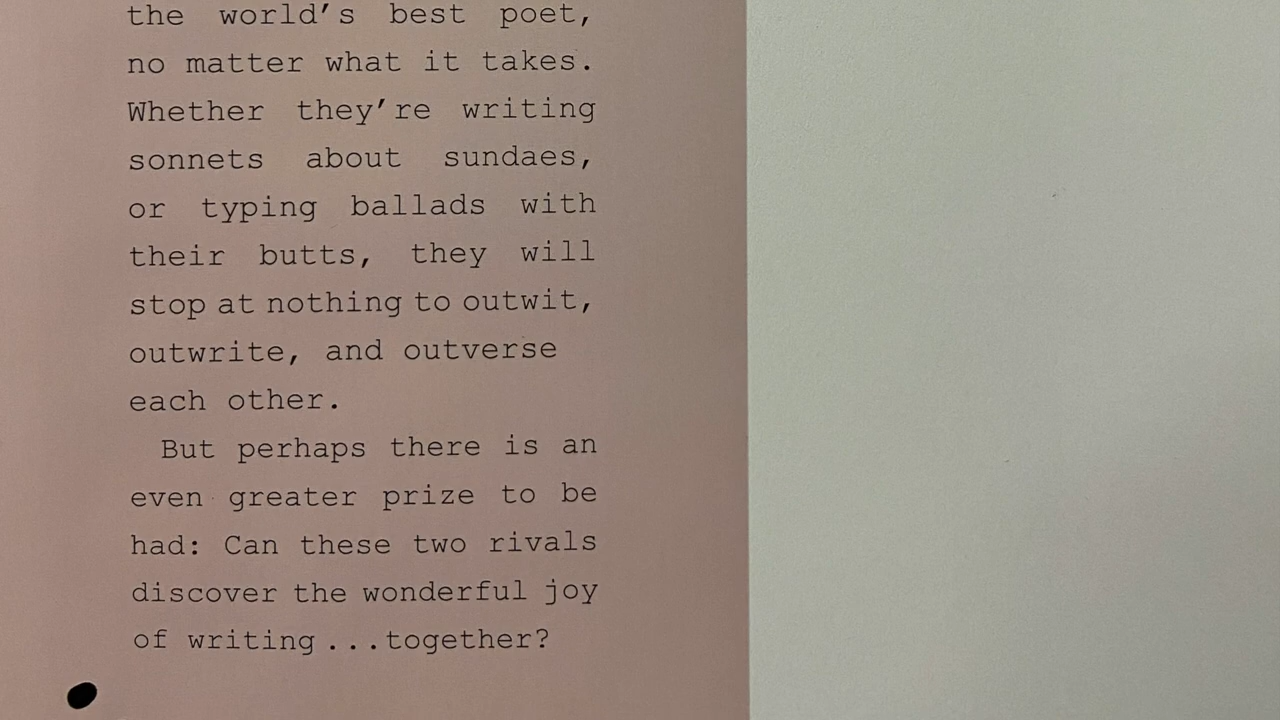 the world's best poet,
no matter what it takes.
Whether they're writing
sonnets about sundaes,
or typing ballads with
their butts, they will
stop at nothing to outwit,
outwrite, and outverse
each other.
But perhaps there is an
even greater prize to be
had: Can these two rivals
discover the wonderful joy
of writing ...together?